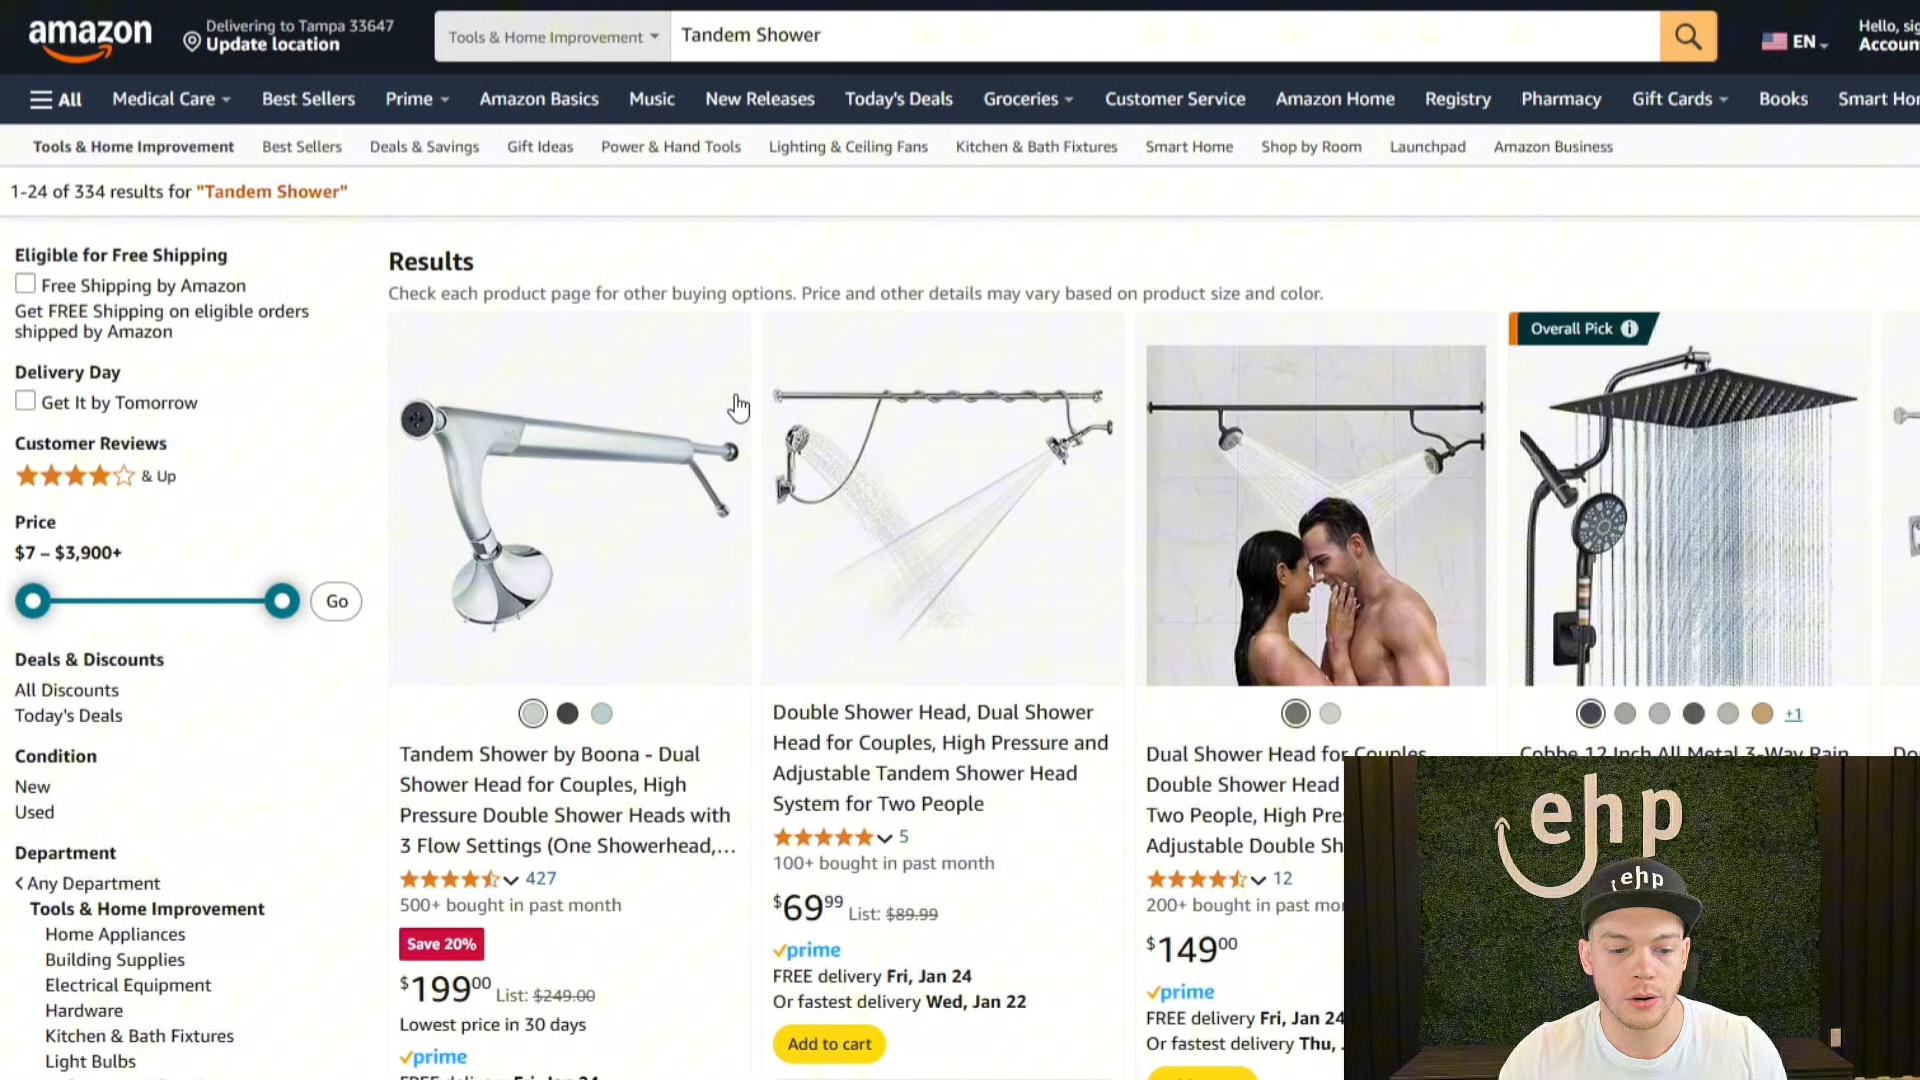 amazon
Delivering to Tampa 33647
Update location
Tools & Home Improvement
Tandem Shower
EN
Hello,
All
Medical Care
Best Sellers
Prime
Amazon Basics
Music
New Releases
Today's Deals
Groceries
Customer Service
Amazon Home
Registry
Pharmacy
Gift Cards
Books
Smart
Tools & Home Improvement
Best Sellers
Deals & Savings
Gift Ideas
Power & Hand Tools
Lighting & Ceiling Fans
Kitchen & Bath Fixtures
Smart Home
Shop by Room
Launchpad
Amazon Business
1-24 of 334 results for "Tandem Shower"
Eligible for Free Shipping
Free Shipping by Amazon
Get FREE Shipping on eligible orders
shipped by Amazon
Delivery Day
Get It by Tomorrow
Customer Reviews
& Up
Price
$7 – $3,900+
Go
Deals & Discounts
All Discounts
Today's Deals
Condition
New
Used
Department
Any Department
Tools & Home Improvement
Home Appliances
Building Supplies
Electrical Equipment
Hardware
Kitchen & Bath Fixtures
Light Bulbs
Results
Check each product page for other buying options. Price and other details may vary based on product size and color.
Tandem Shower by Boona - Dual
Shower Head for Couples, High
Pressure Double Shower Heads with
3 Flow Settings (One Showerhead,...
427
500+ bought in past month
Save 20%
$199 00 List: $249.00
Lowest price in 30 days
prime
Double Shower Head, Dual Shower
Head for Couples, High Pressure and
Adjustable Tandem Shower Head
System for Two People
5
100+ bought in past month
$69 99 List: $89.99
prime
FREE delivery Fri, Jan 24
Or fastest delivery Wed, Jan 22
Add to cart
Dual Shower Head for Couples
Double Shower Head
Two People, High
Adjustable Double
12
200+ bought in past
$149 00
prime
FREE delivery Fri, Jan 24
Or fastest delivery Thu,
Overall Pick
+1
Cobbe 12 Inch All Metal 3-Way Rain
ehp
ehp